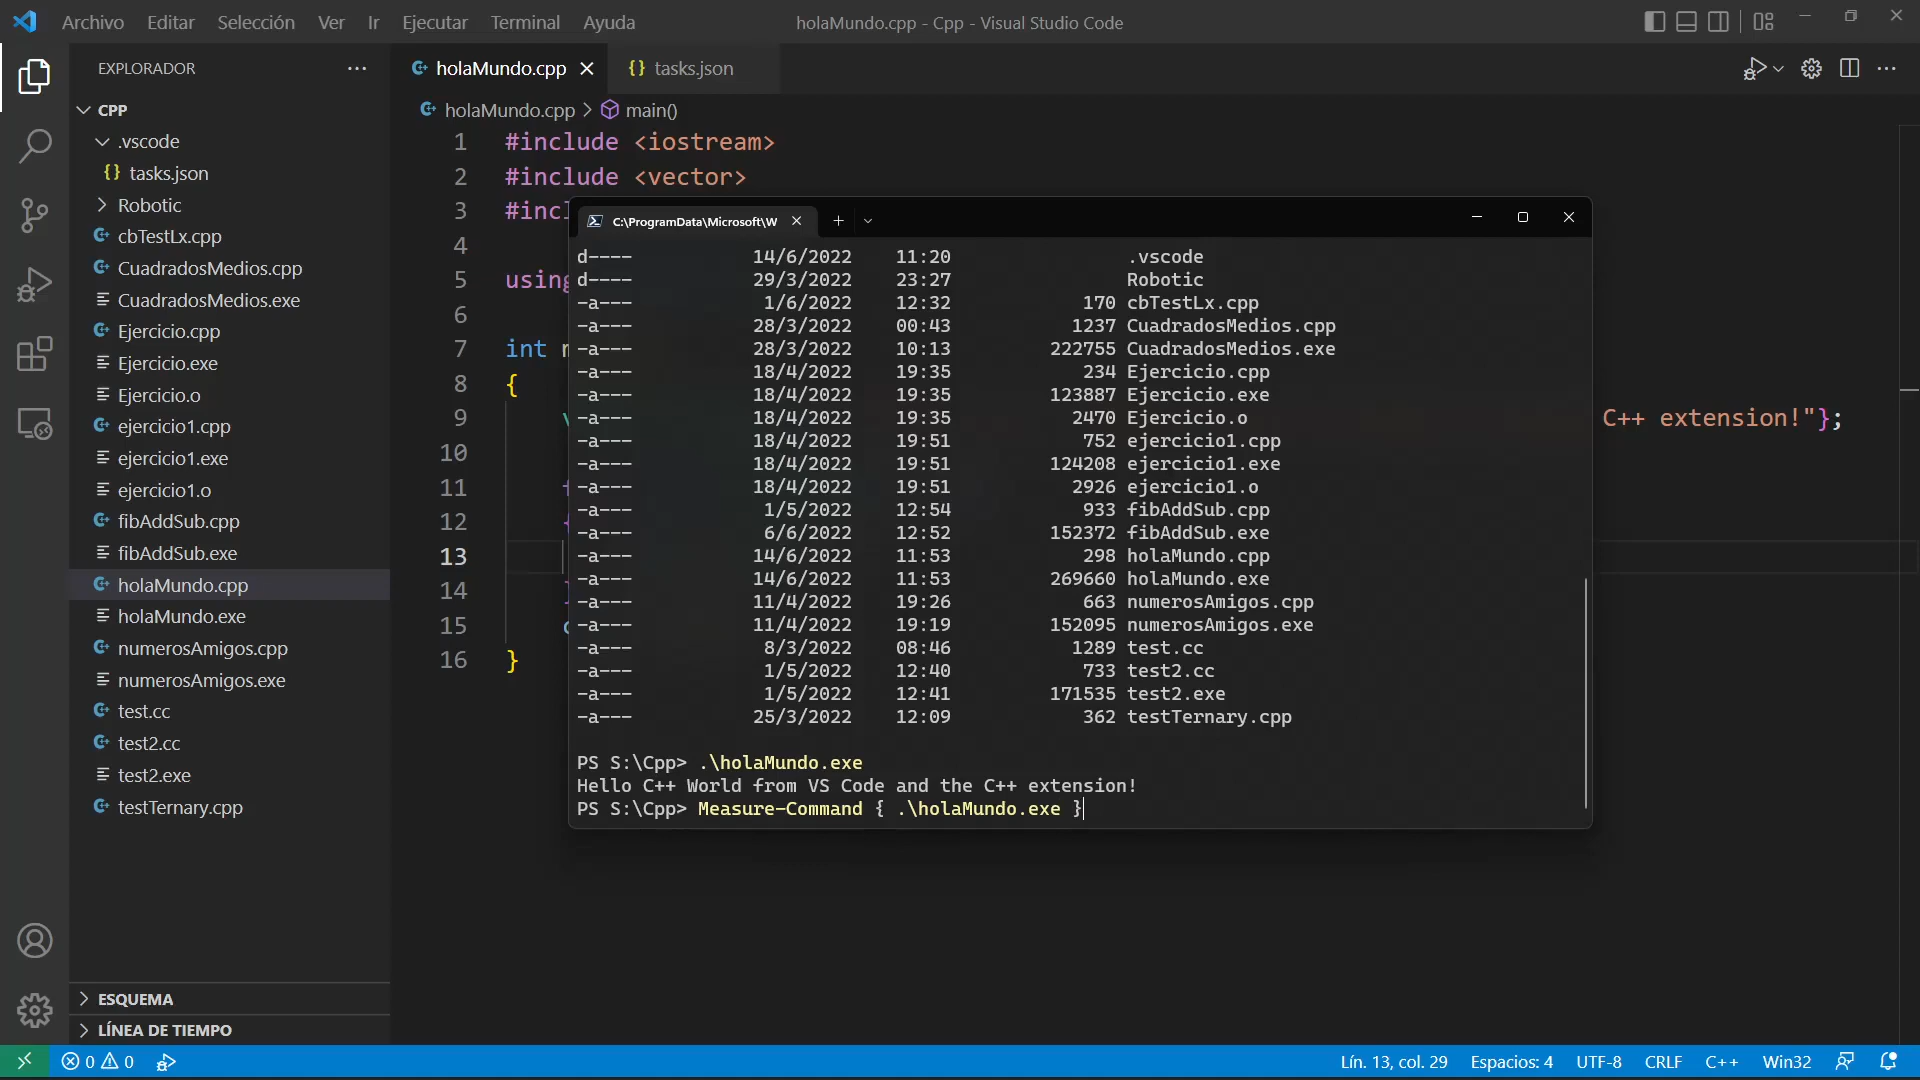 Archivo Editar Selección Ver Ir Ejecutar Terminal Ayuda holaMundo.cpp - Cpp - Visual Studio Code
EXPLORADOR
CPP
.vscode
{} tasks.json
Robotic
cbTestLx.cpp
CuadradosMedios.cpp
CuadradosMedios.exe
Ejercicio.cpp
Ejercicio.exe
Ejercicio.o
ejercicio1.cpp
ejercicio1.exe
ejercicio1.o
fibAddSub.cpp
fibAddSub.exe
holaMundo.cpp
holaMundo.exe
numerosAmigos.cpp
numerosAmigos.exe
test.cc
test2.cc
test2.exe
testTernary.cpp
ESQUEMA
LÍNEA DE TIEMPO
holaMundo.cpp {} tasks.json
holaMundo.cpp > main()
1 #include <iostream>
2 #include <vector>
3 #incl
4
5 using
6
7 int m
8 {
9 C++ extension!"};
10
11
12
13
14
15
16 }
C:\ProgramData\Microsoft\W
d---- 14/6/2022 11:20 .vscode
d---- 29/3/2022 23:27 Robotic
-a--- 1/6/2022 12:32 170 cbTestLx.cpp
-a--- 28/3/2022 00:43 1237 CuadradosMedios.cpp
-a--- 28/3/2022 10:13 222755 CuadradosMedios.exe
-a--- 18/4/2022 19:35 234 Ejercicio.cpp
-a--- 18/4/2022 19:35 123887 Ejercicio.exe
-a--- 18/4/2022 19:35 2470 Ejercicio.o
-a--- 18/4/2022 19:51 752 ejercicio1.cpp
-a--- 18/4/2022 19:51 124208 ejercicio1.exe
-a--- 18/4/2022 19:51 2926 ejercicio1.o
-a--- 1/5/2022 12:54 933 fibAddSub.cpp
-a--- 6/6/2022 12:52 152372 fibAddSub.exe
-a--- 14/6/2022 11:53 298 holaMundo.cpp
-a--- 14/6/2022 11:53 269660 holaMundo.exe
-a--- 11/4/2022 19:26 663 numerosAmigos.cpp
-a--- 11/4/2022 19:19 152095 numerosAmigos.exe
-a--- 8/3/2022 08:46 1289 test.cc
-a--- 1/5/2022 12:40 733 test2.cc
-a--- 1/5/2022 12:41 171535 test2.exe
-a--- 25/3/2022 12:09 362 testTernary.cpp
PS S:\Cpp> .\holaMundo.exe
Hello C++ World from VS Code and the C++ extension!
PS S:\Cpp> Measure-Command { .\holaMundo.exe }
0 0 Lín. 13, col. 29 Espacios: 4 UTF-8 CRLF C++ Win32